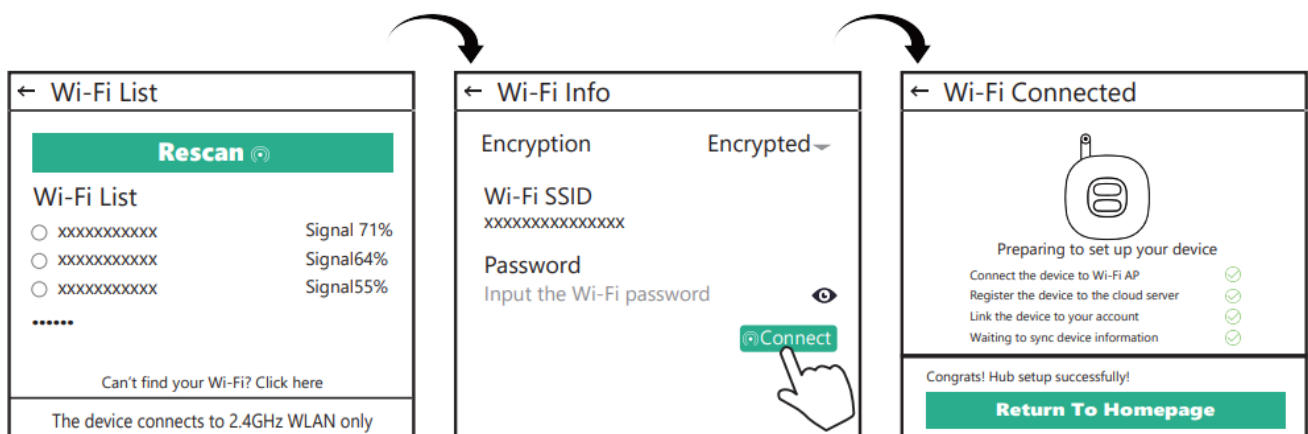 ← Wi-Fi List
Rescan
Wi-Fi List
xxxxxxxxxxx Signal 71%
xxxxxxxxxxx Signal64%
xxxxxxxxxxx Signal55%
••••••
Can't find your Wi-Fi? Click here
The device connects to 2.4GHz WLAN only
← Wi-Fi Info
Encryption Encrypted
Wi-Fi SSID
xxxxxxxxxxxxxxx
Password
Input the Wi-Fi password
Connect
← Wi-Fi Connected
Preparing to set up your device
Connect the device to Wi-Fi AP
Register the device to the cloud server
Link the device to your account
Waiting to sync device information
Congrats! Hub setup successfully!
Return To Homepage